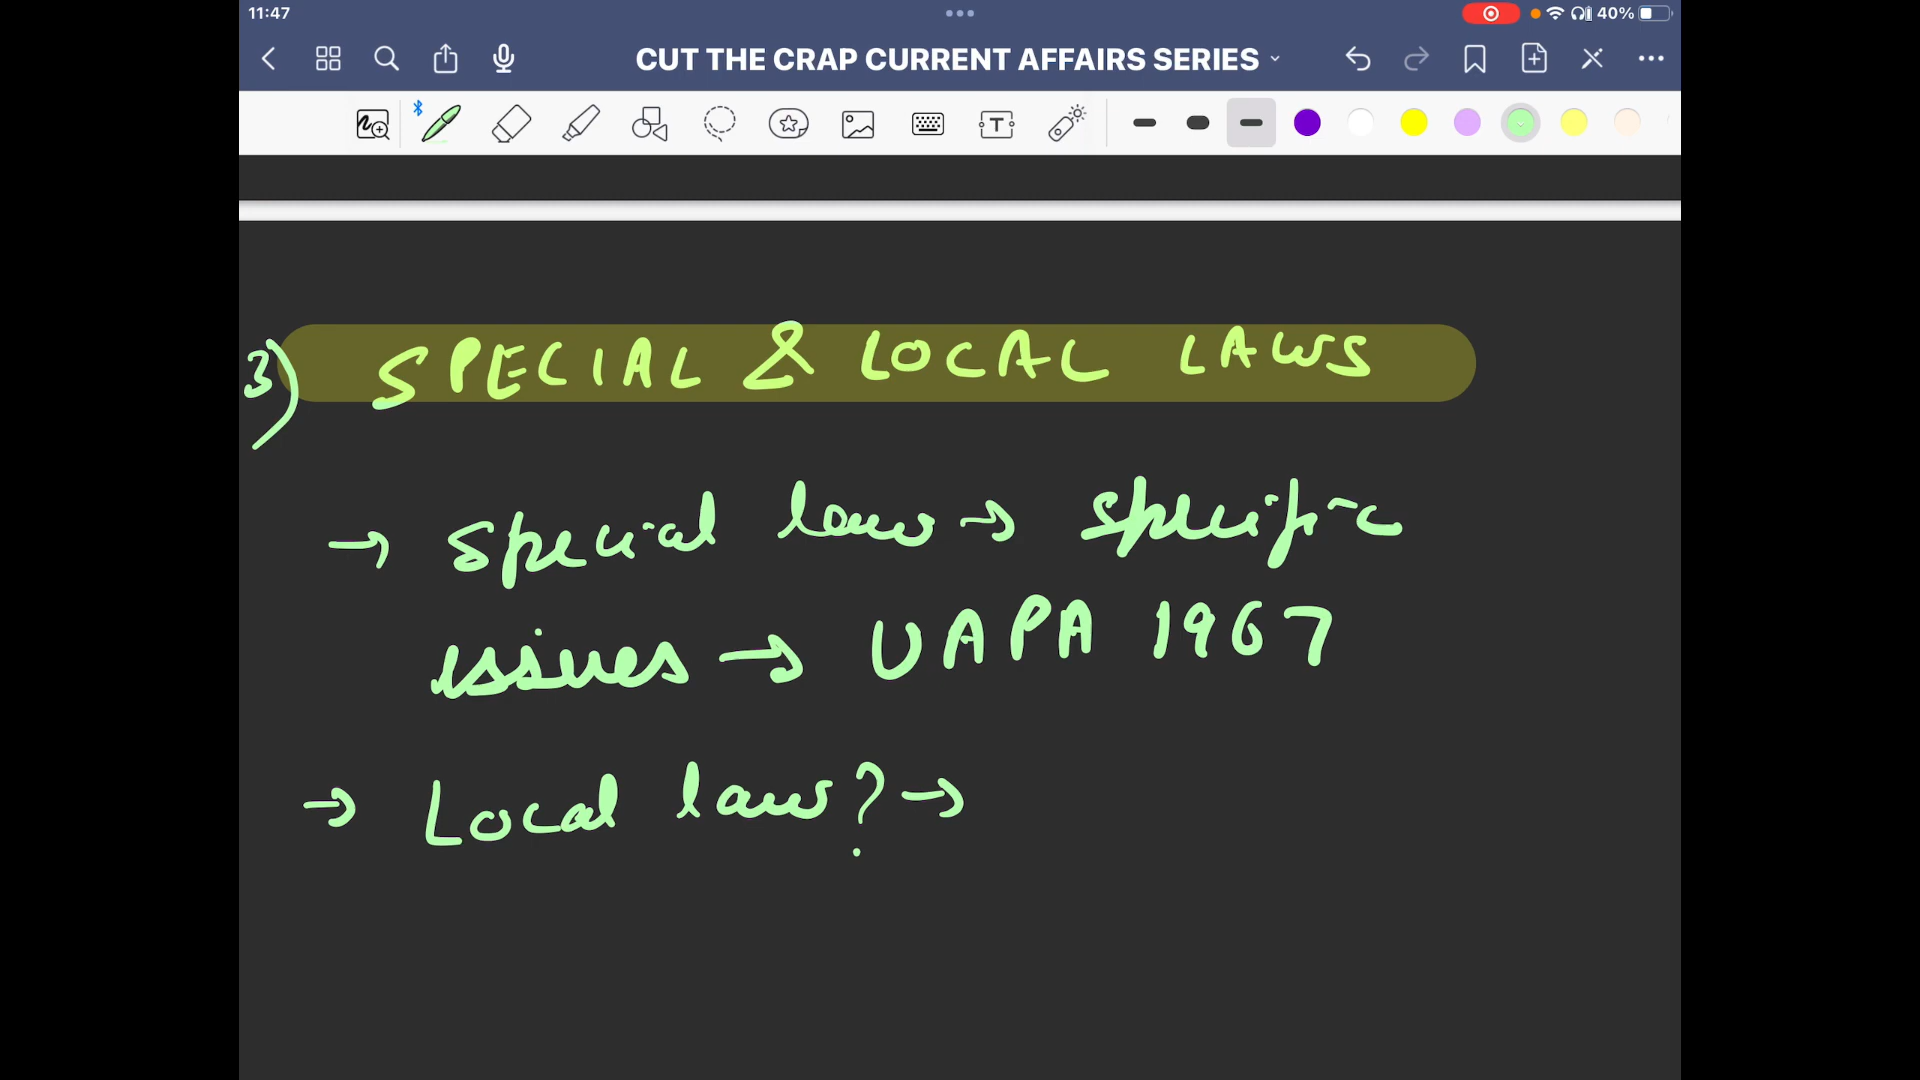 11:47
40%
CUT THE CRAP CURRENT AFFAIRS SERIES
T
3) SPECIAL & LOCAL LAWS
→ special laws → specific
issues → UAPA 1967
→ Local law? →